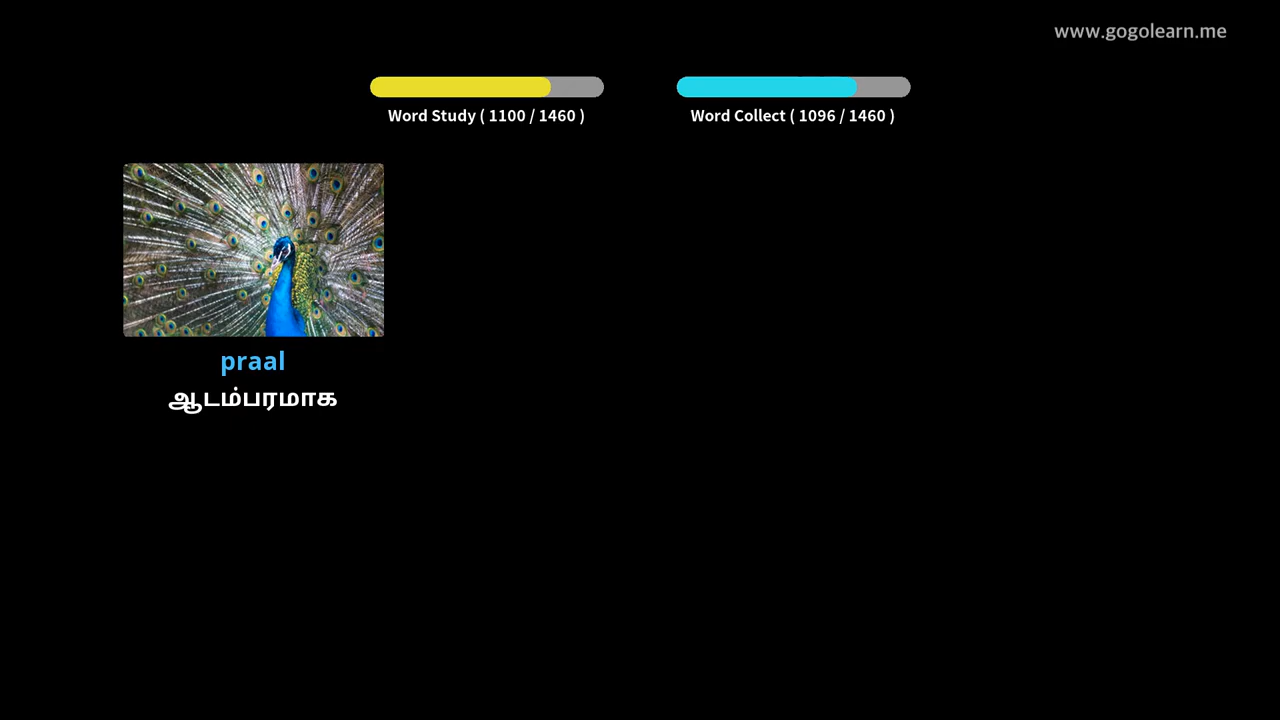 www.gogolearn.me
Word Study ( 1100 / 1460 )
Word Collect ( 1096 / 1460 )
praal
ஆடம்பரமாக